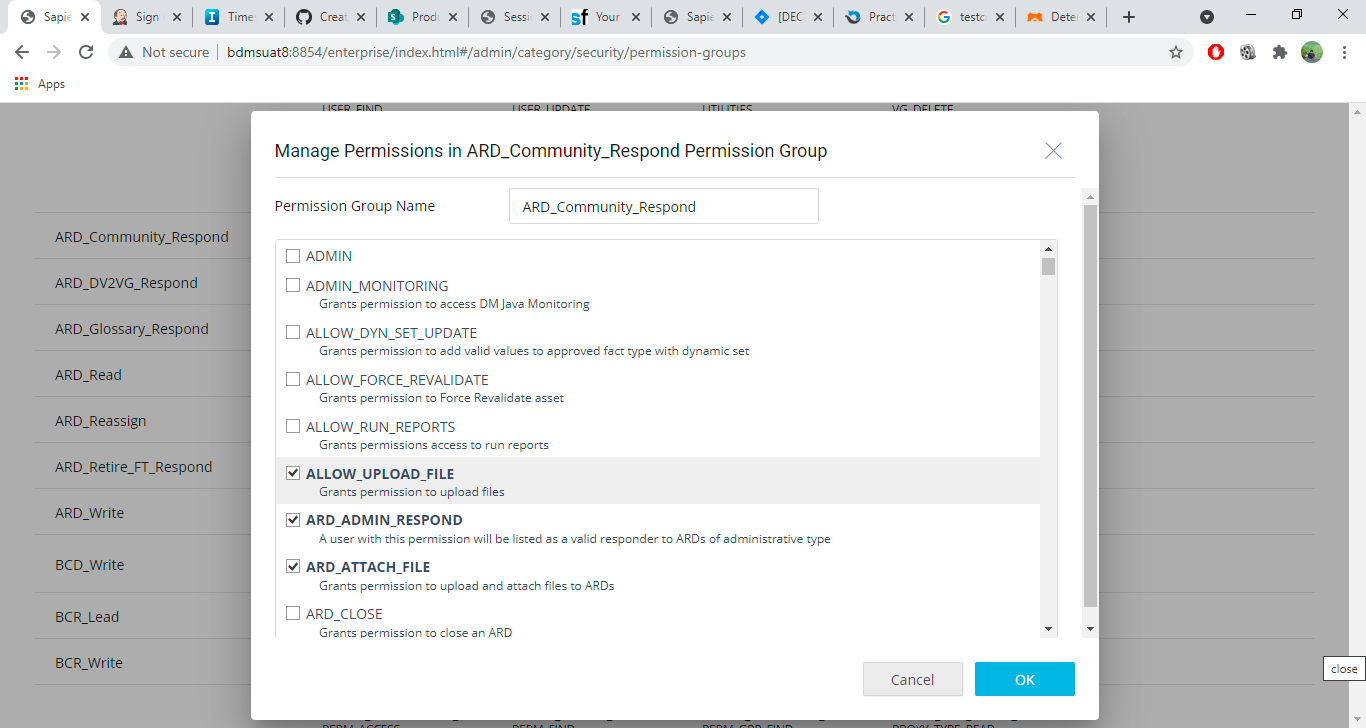 Sapie
Sign
Time
Creat
Produ
Sessi
Your
Sapie
[DEC
Pract
testc
Deter
Not secure
bdmsuat8:8854/enterprise/index.html#/admin/category/security/permission-groups
Apps
USER_FIND USER_UPDATE UTILITIES VG_DELETE
Manage Permissions in ARD_Community_Respond Permission Group
Permission Group Name
ARD_Community_Respond
ARD_Community_Respond
ARD_DV2VG_Respond
ARD_Glossary_Respond
ARD_Read
ARD_Reassign
ARD_Retire_FT_Respond
ARD_Write
BCD_Write
BCR_Lead
BCR_Write
ADMIN
ADMIN_MONITORING
Grants permission to access DM Java Monitoring
ALLOW_DYN_SET_UPDATE
Grants permission to add valid values to approved fact type with dynamic set
ALLOW_FORCE_REVALIDATE
Grants permission to Force Revalidate asset
ALLOW_RUN_REPORTS
Grants permissions access to run reports
ALLOW_UPLOAD_FILE
Grants permission to upload files
ARD_ADMIN_RESPOND
A user with this permission will be listed as a valid responder to ARDs of administrative type
ARD_ATTACH_FILE
Grants permission to upload and attach files to ARDs
ARD_CLOSE
Grants permission to close an ARD
Cancel
OK
close
PERM_ACCESS PERM_FIND PERM_GRP_FIND PROXY_TYPE_READ